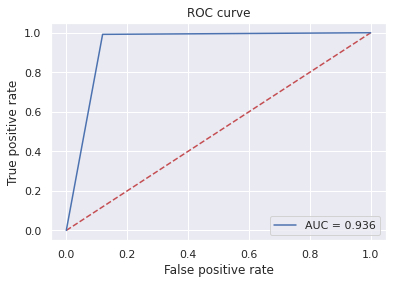 ROC curve
1.0
0.8
0.6
0.4
0.2
0.0
True positive rate
AUC = 0.936
0.0 0.2 0.4 0.6 0.8 1.0
False positive rate